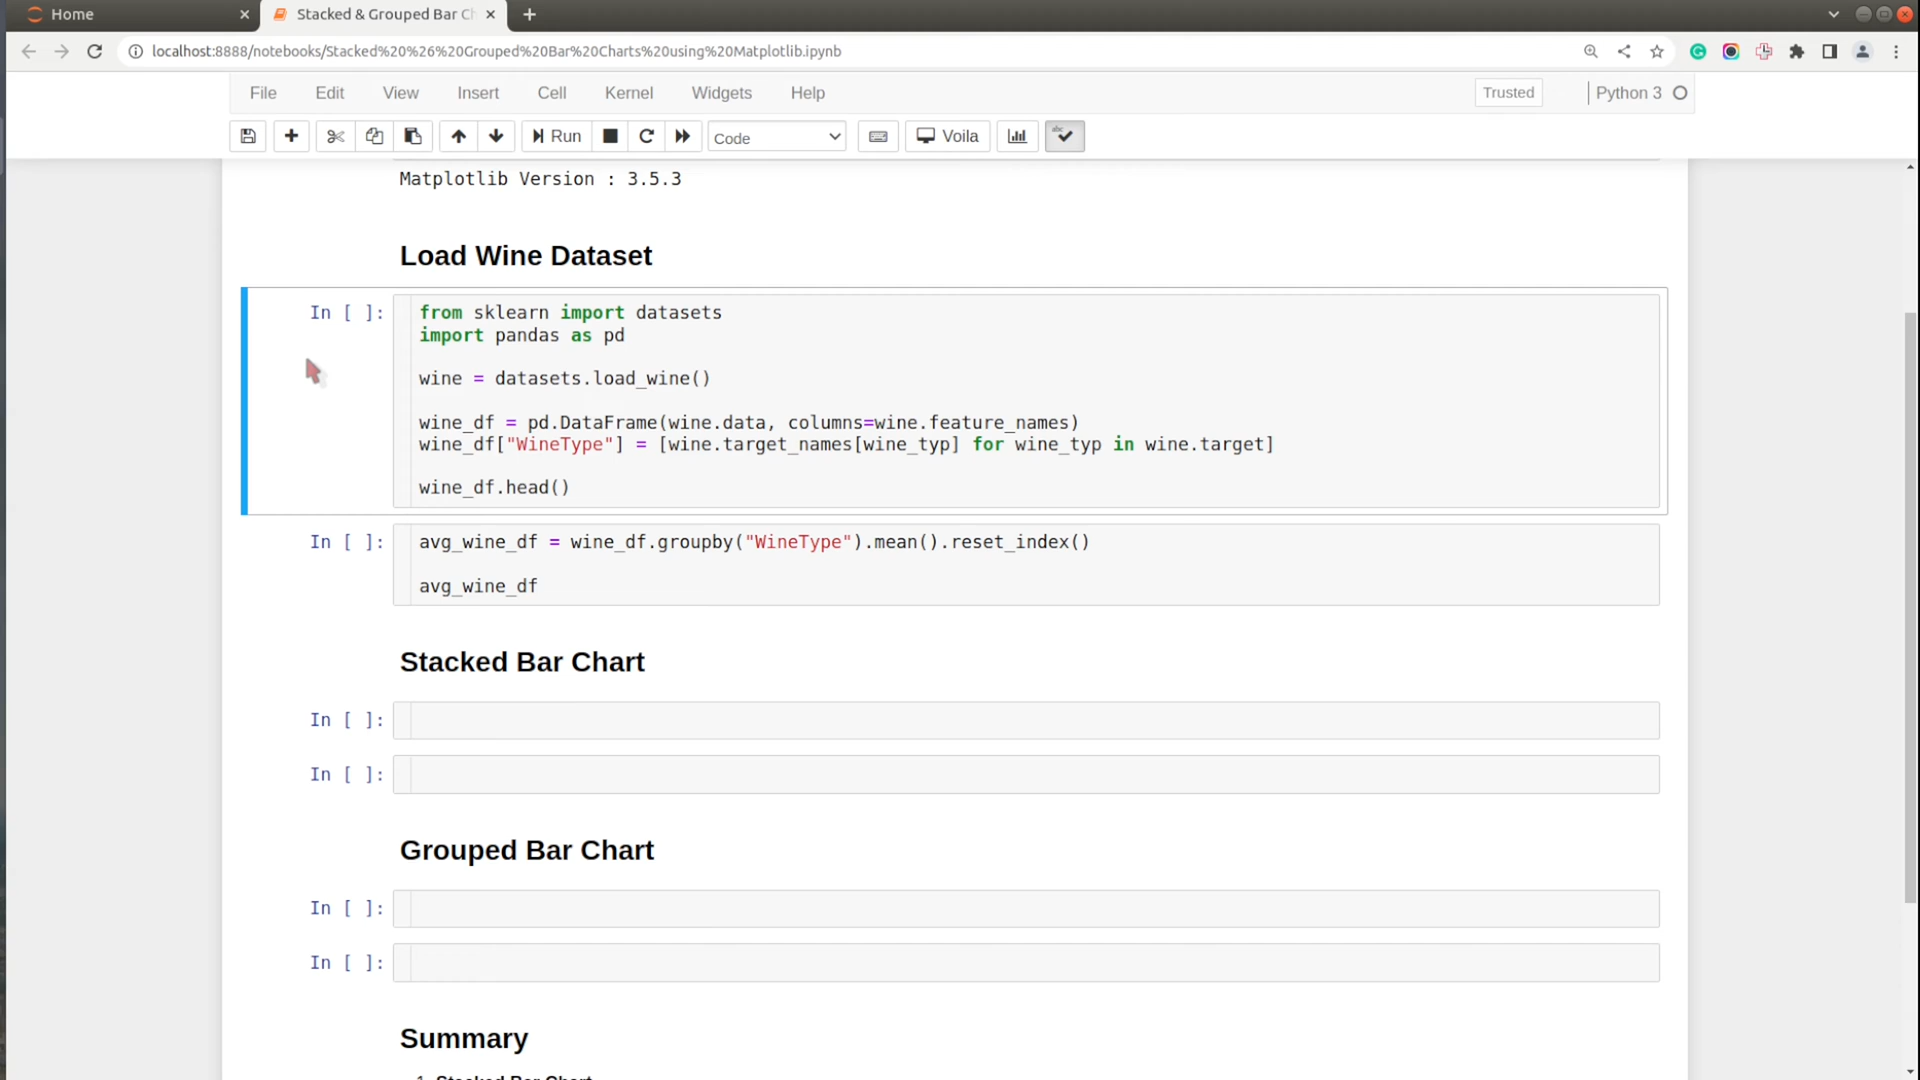 Home
Stacked & Grouped Bar Ch
localhost:8888/notebooks/Stacked%20%26%20Grouped%20Bar%20Charts%20using%20Matplotlib.ipynb
File Edit View Insert Cell Kernel Widgets Help Trusted Python 3
Run Code Voila
Matplotlib Version : 3.5.3
Load Wine Dataset
In [ ]: from sklearn import datasets
import pandas as pd
wine = datasets.load_wine()
wine_df = pd.DataFrame(wine.data, columns=wine.feature_names)
wine_df["WineType"] = [wine.target_names[wine_typ] for wine_typ in wine.target]
wine_df.head()
In [ ]: avg_wine_df = wine_df.groupby("WineType").mean().reset_index()
avg_wine_df
Stacked Bar Chart
In [ ]:
In [ ]:
Grouped Bar Chart
In [ ]:
In [ ]:
Summary
1. Stacked Bar Chart